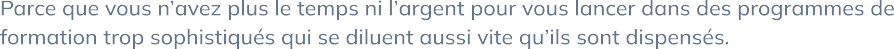 Parce que vous n’avez plus le temps ni l’argent pour vous lancer dans des programmes de
formation trop sophistiqués qui se diluent aussi vite qu’ils sont dispensés.